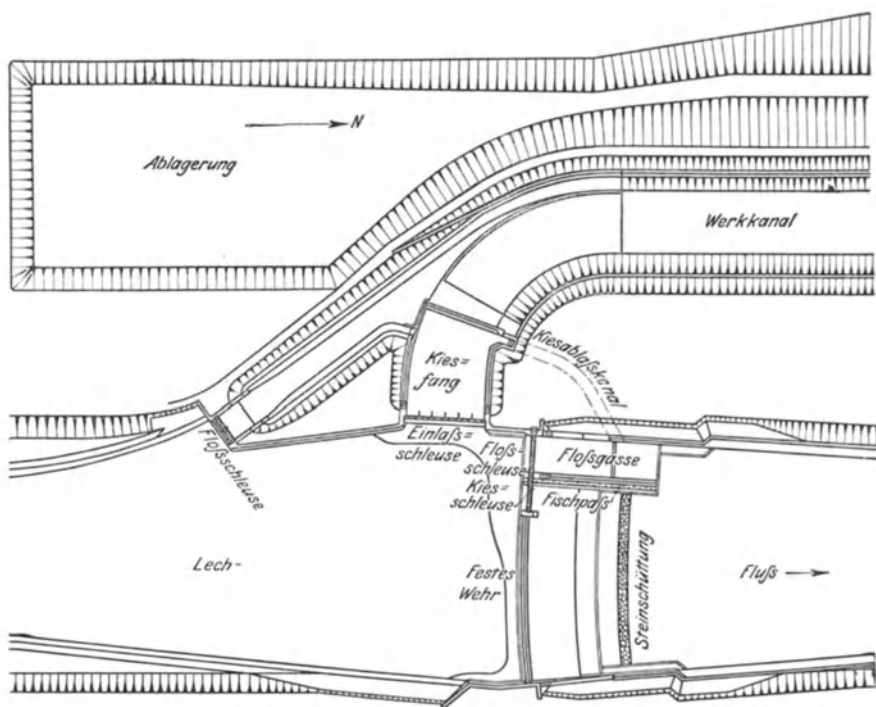 N
Ablagerung
Werkkanal
Kies=
fang
Kiesablaßkanal
Floßschleuse
Einlaß=
schleuse
Floß-
schleuse
Kies=
schleuse
Floßgasse
Fischpaß
Lech-
Festes
Wehr
Steinschüttung
Fluß